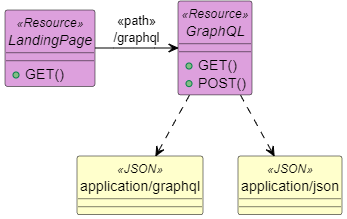 «Resource»
LandingPage
GET()
«path»
/graphql
«Resource»
GraphQL
GET()
POST()
«JSON»
application/graphql
«JSON»
application/json